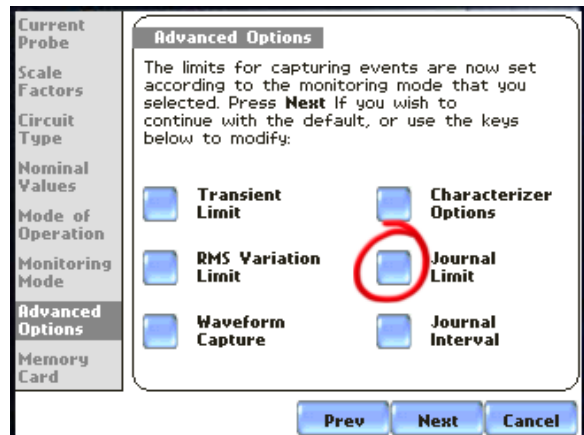 Current
Probe
Scale
Factors
Circuit
Type
Nominal
Values
Mode of
Operation
Monitoring
Mode
Advanced
Options
Memory
Card
Advanced Options
The limits for capturing events are now set
according to the monitoring mode that you
selected. Press Next If you wish to
continue with the default, or use the keys
below to modify:
Transient
Limit
Characterizer
Options
RMS Variation
Limit
Journal
Limit
Waveform
Capture
Journal
Interval
Prev
Next
Cancel